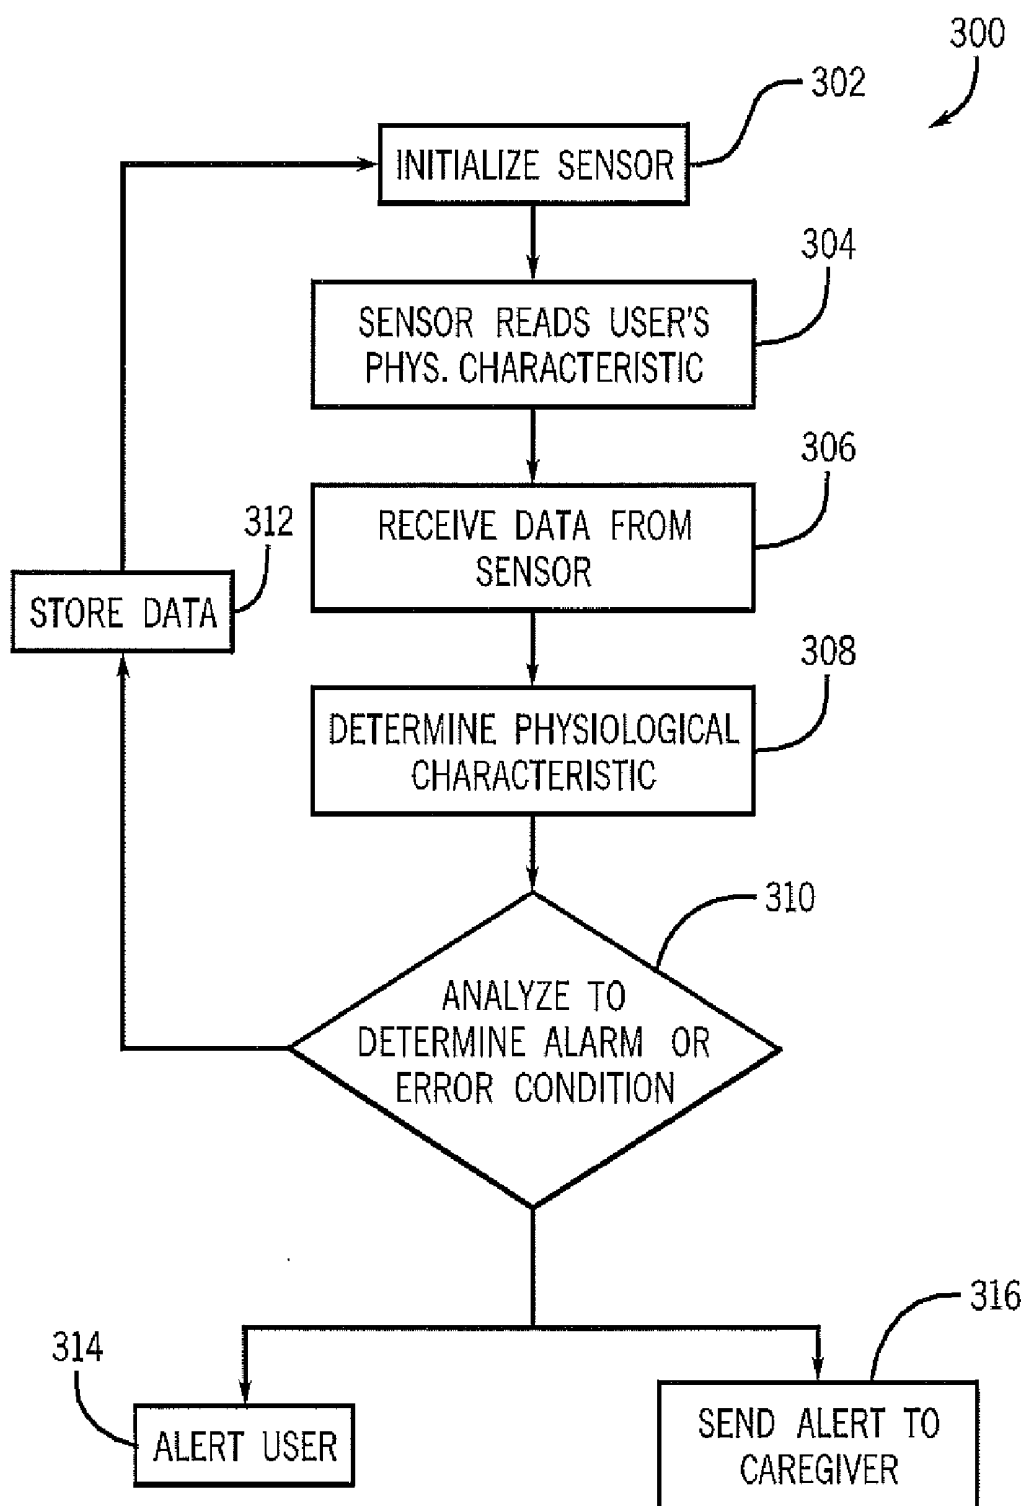 300
302
INITIALIZE SENSOR
304
SENSOR READS USER'S
PHYS. CHARACTERISTIC
306
RECEIVE DATA FROM
SENSOR
312
STORE DATA
308
DETERMINE PHYSIOLOGICAL
CHARACTERISTIC
310
ANALYZE TO
DETERMINE ALARM OR
ERROR CONDITION
314
ALERT USER
316
SEND ALERT TO
CAREGIVER